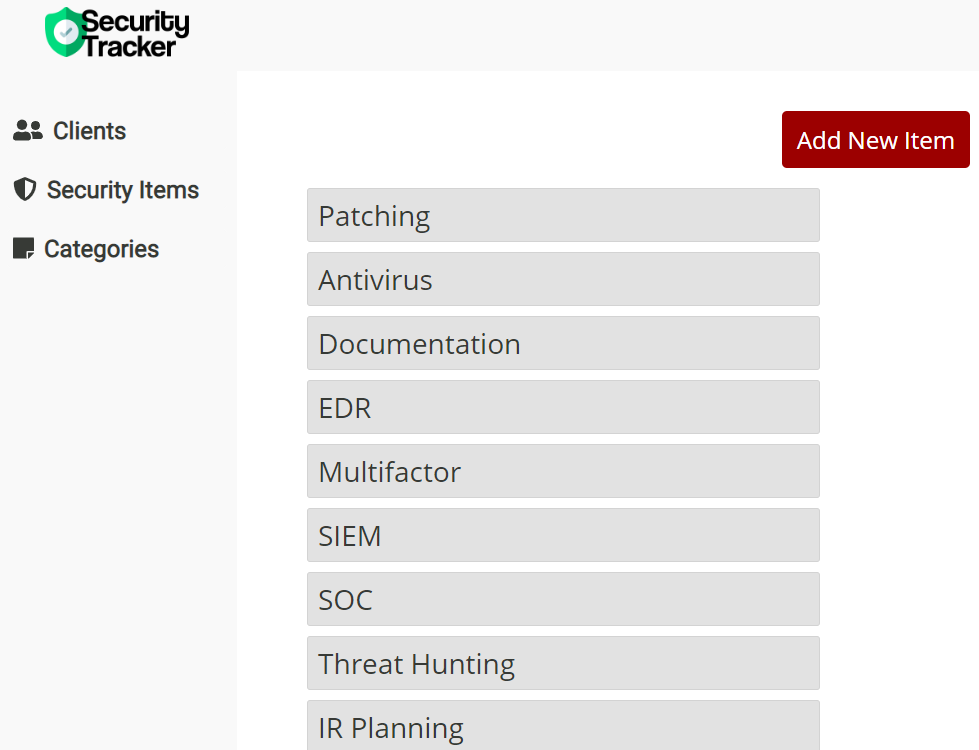 Security
Tracker
Clients
Security Items
Categories
Add New Item
Patching
Antivirus
Documentation
EDR
Multifactor
SIEM
SOC
Threat Hunting
IR Planning